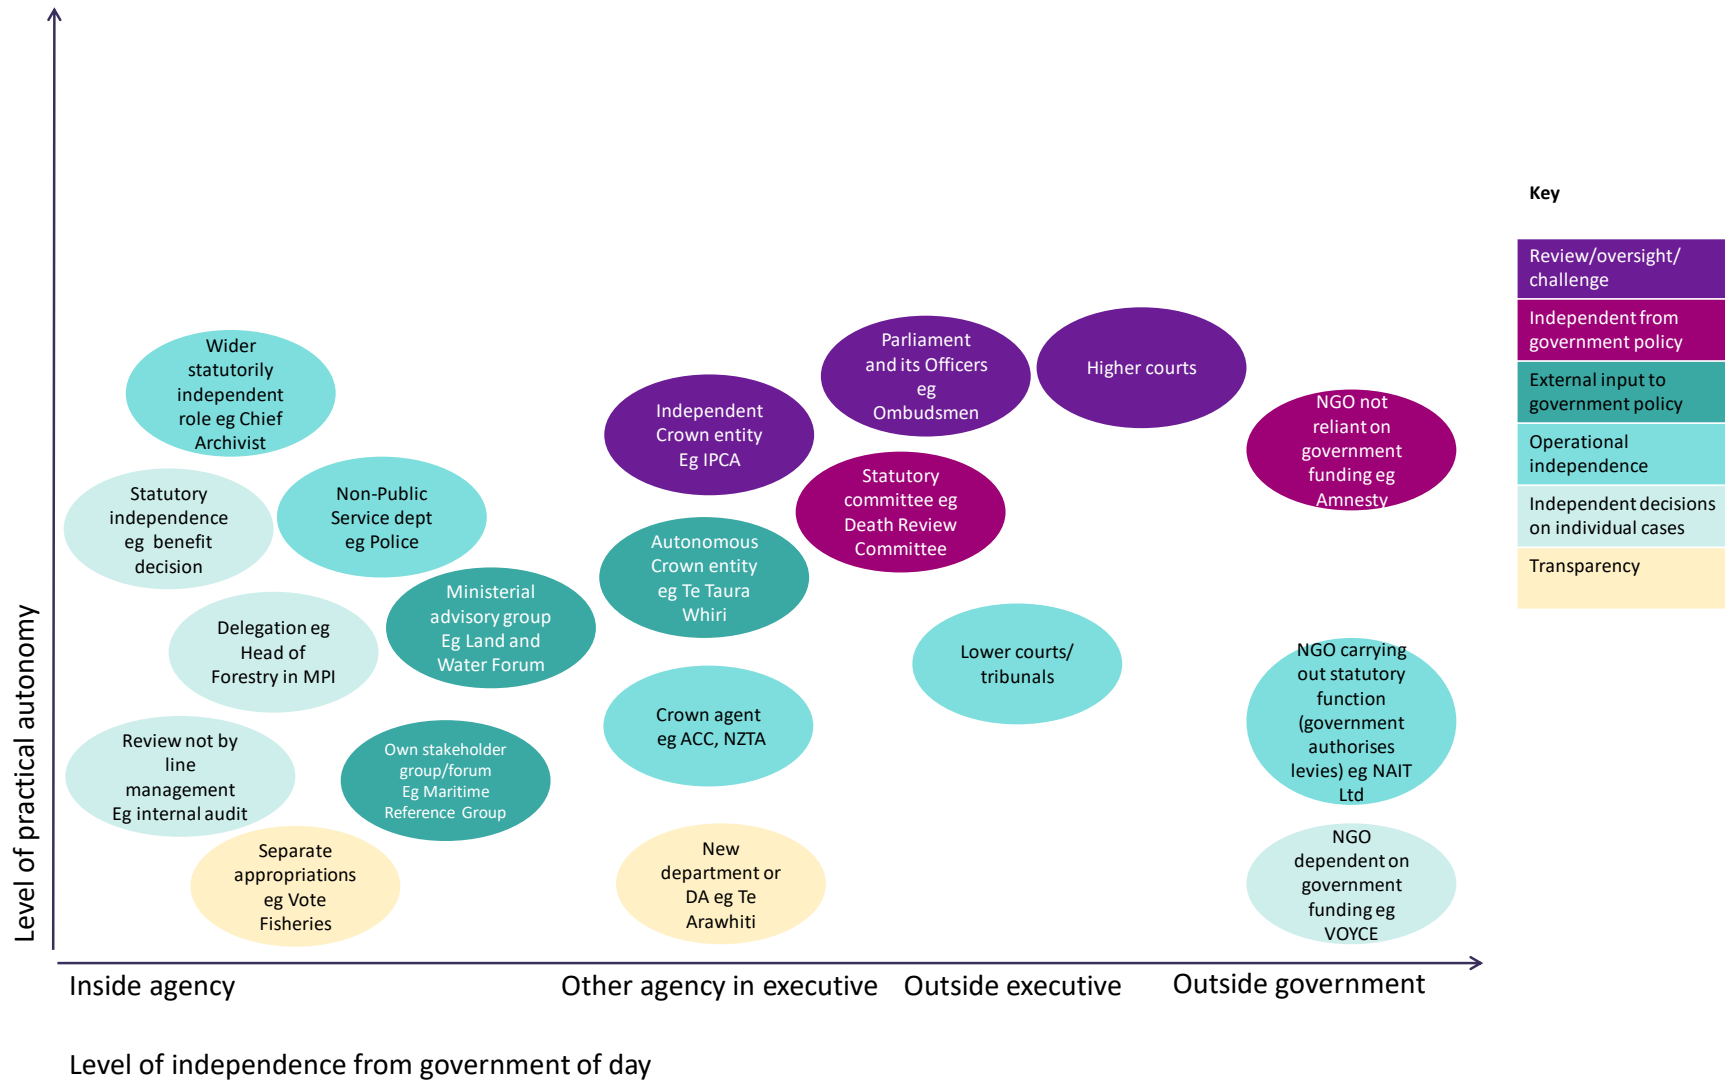 Level of practical autonomy
Wider
statutorily
independent
role eg Chief
Archivist
Statutory
independence
eg benefit
decision
Non-Public
Service dept
eg Police
Delegation eg
Head of
Forestry in MPI
Ministerial
advisory group
Eg Land and
Water Forum
Review not by
line
management
Eg internal audit
Own stakeholder
group/forum
Eg Maritime
Reference Group
Separate
appropriations
eg Vote
Fisheries
Independent
Crown entity
Eg IPCA
Autonomous
Crown entity
eg Te Taura
Whiri
Crown agent
eg ACC, NZTA
New
department or
DA eg Te
Arawhiti
Parliament
and its Officers
eg
Ombudsmen
Statutory
committee eg
Death Review
Committee
Higher courts
Lower courts/
tribunals
NGO not
reliant on
government
funding eg
Amnesty
NGO carrying
out statutory
function
(government
authorises
levies) eg NAIT
Ltd
NGO
dependent on
government
funding eg
VOYCE
Key
Review/oversight/
challenge
Independent from
government policy
External input to
government policy
Operational
independence
Independent decisions
on individual cases
Transparency
Inside agency
Other agency in executive
Outside executive
Outside government
Level of independence from government of day